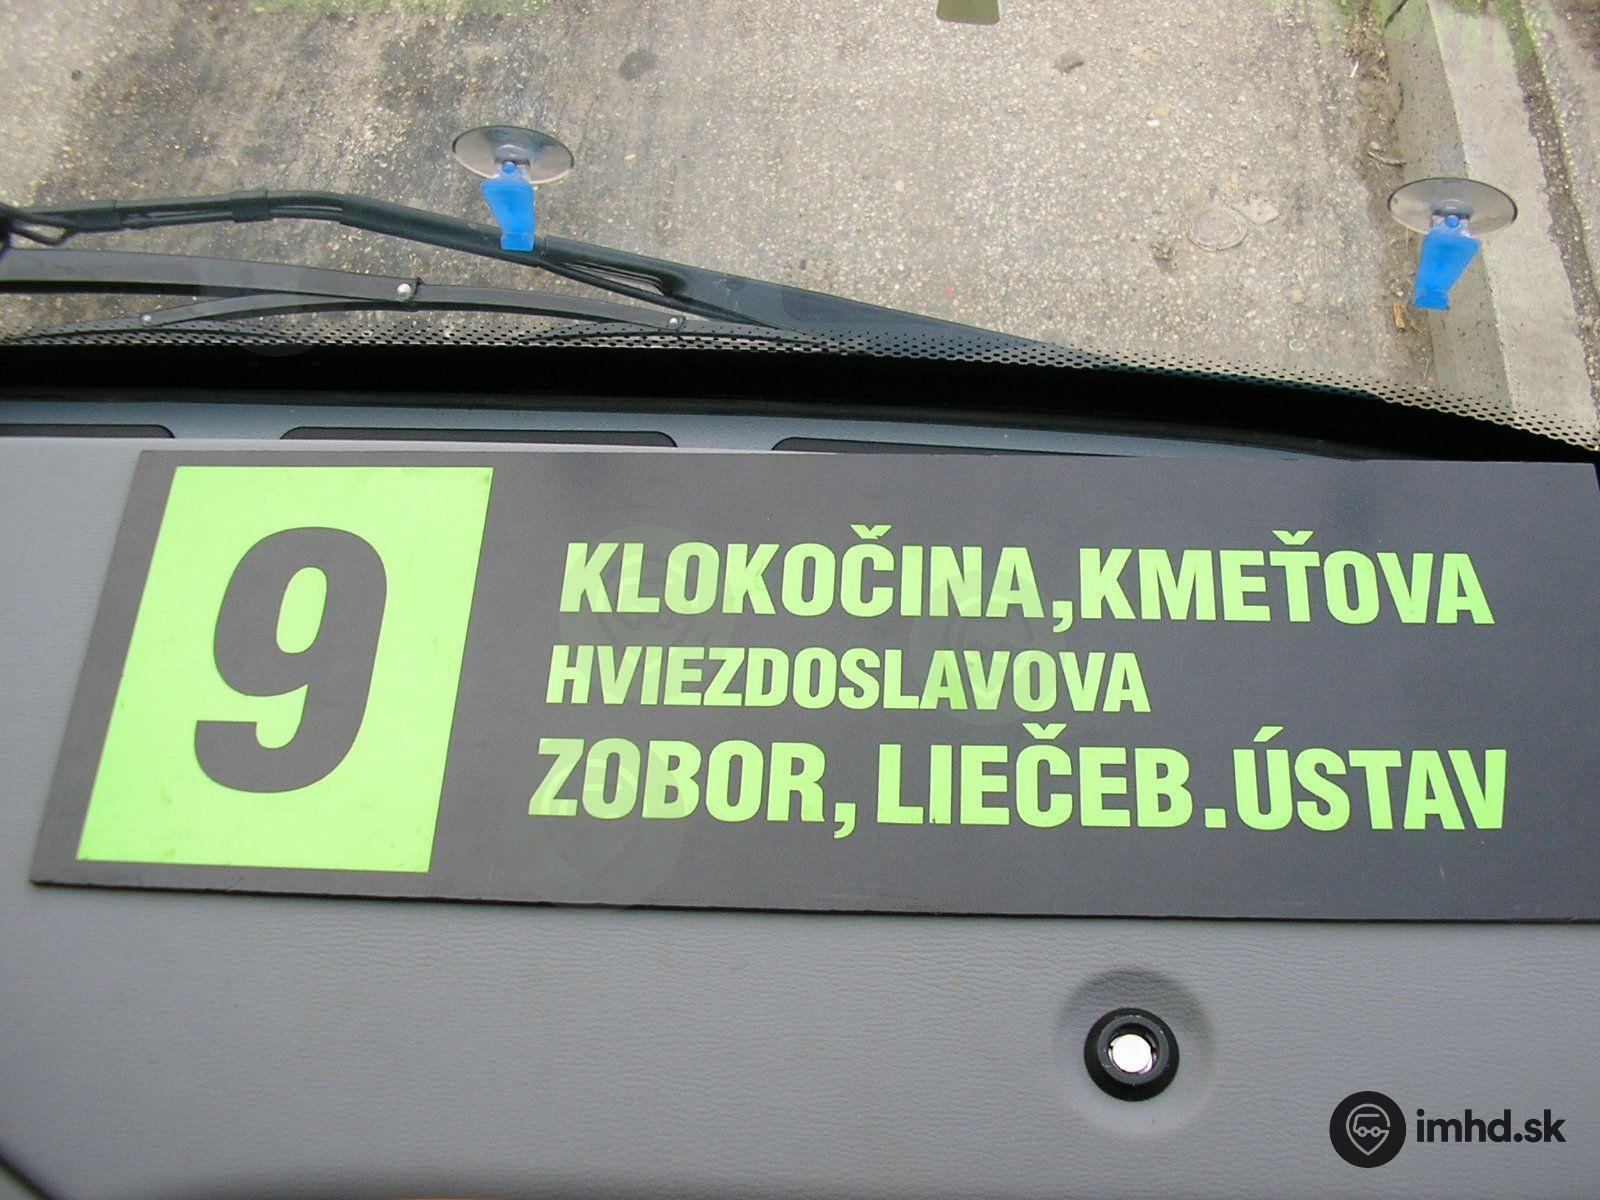 9
KLOKOČINA,KMEŤOVA
HVIEZDOSLAVOVA
ZOBOR,LIEČEB.ÚSTAV
imhd.sk